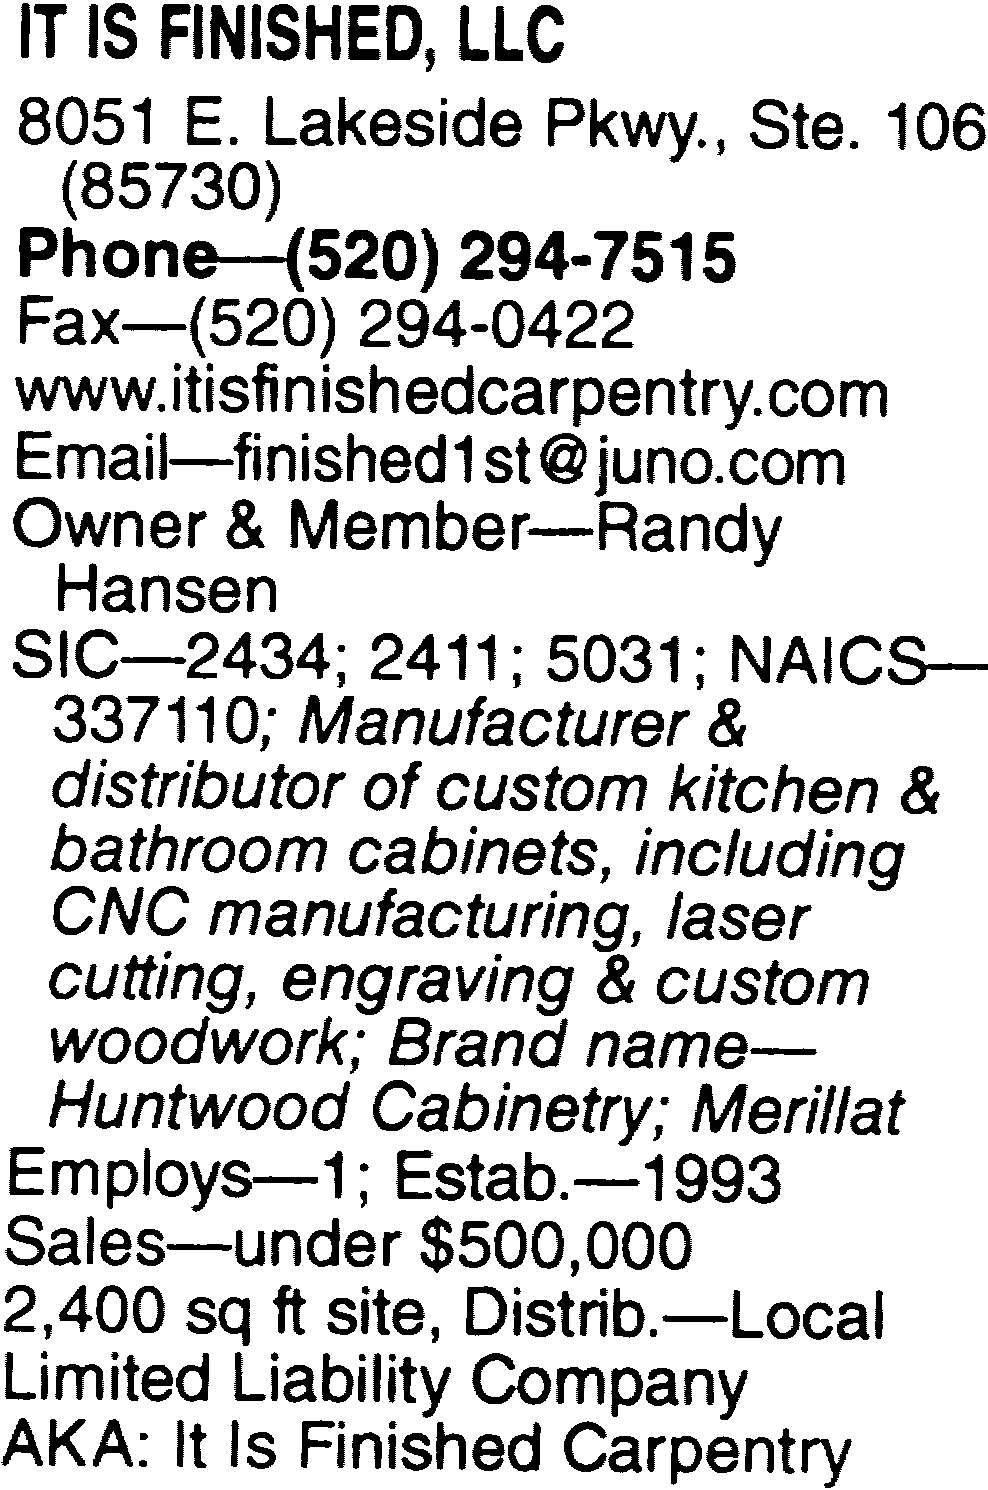 IT IS FINISHED, LLC
8051 E. Lakeside Pkwy., Ste. 106
(85730)
Phone—(520) 294-7515
Fax—(520) 294-0422
www.itisfinishedcarpentry.com
Email—finished1st@juno.com
Owner & Member—Randy
Hansen
SIC—2434; 2411; 5031; NAICS—
337110; Manufacturer &
distributor of custom kitchen &
bathroom cabinets, including
CNC manufacturing, laser
cutting, engraving & custom
woodwork; Brand name—
Huntwood Cabinetry; Merillat
Employs—1; Estab.—1993
Sales—under $500,000
2,400 sq ft site, Distrib.—Local
Limited Liability Company
AKA: It Is Finished Carpentry